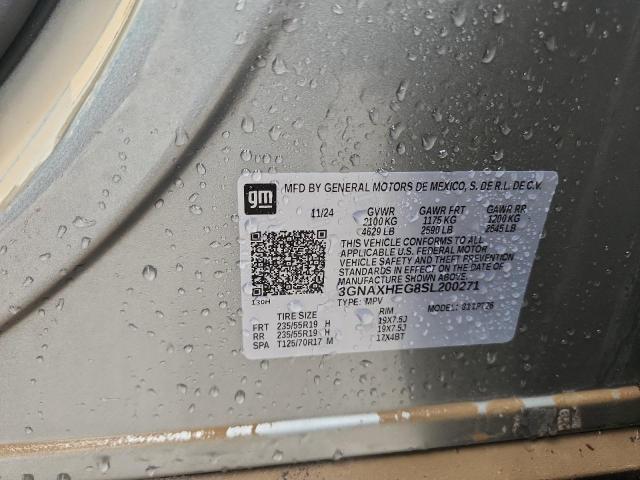 gm
MFD BY GENERAL MOTORS DE MEXICO, S. DE R.L. DE C.V.
11/24 GVWR GAWR FRT GAWR RR
2100 KG 1175 KG 1200 KG
4629 LB 2590 LB 2645 LB
THIS VEHICLE CONFORMS TO ALL
APPLICABLE U.S. FEDERAL MOTOR
VEHICLE SAFETY AND THEFT PREVENTION
STANDARDS IN EFFECT ON THE DATE OF
MANUFACTURE SHOWN ABOVE.
3GNAXHEG8SL200271
TYPE: MPV MODEL:
TIRE SIZE RIM
FRT 235/55R19 H 19X7.5J
RR 235/55R19 H 19X7.5J
SPA T125/70R17 M 17X4BT